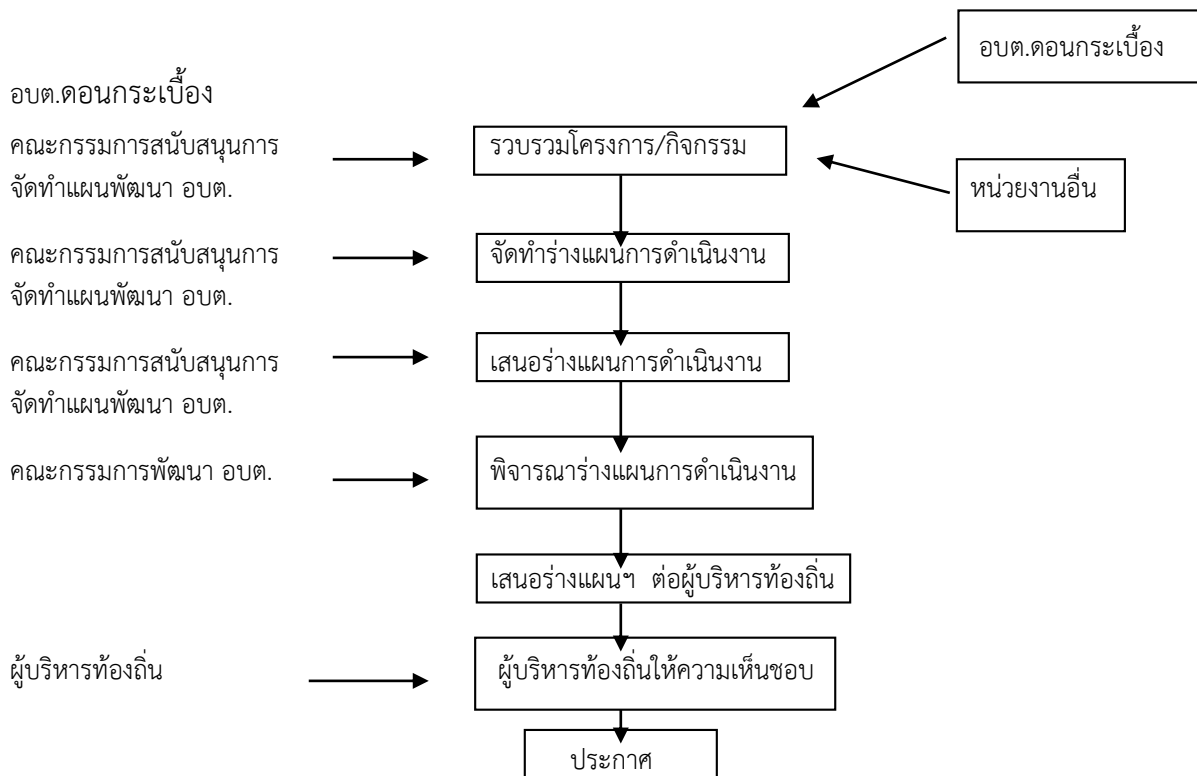 อบต.ดอนกระเบื้อง
อบต.ดอนกระเบื้อง
คณะกรรมการสนับสนุนการ
จัดทำแผนพัฒนา อบต.
รวบรวมโครงการ/กิจกรรม
หน่วยงานอื่น
คณะกรรมการสนับสนุนการ
จัดทำแผนพัฒนา อบต.
จัดทำร่างแผนการดำเนินงาน
คณะกรรมการสนับสนุนการ
จัดทำแผนพัฒนา อบต.
เสนอร่างแผนการดำเนินงาน
คณะกรรมการพัฒนา อบต.
พิจารณาร่างแผนการดำเนินงาน
เสนอร่างแผนฯ ต่อผู้บริหารท้องถิ่น
ผู้บริหารท้องถิ่น
ผู้บริหารท้องถิ่นให้ความเห็นชอบ
ประกาศ